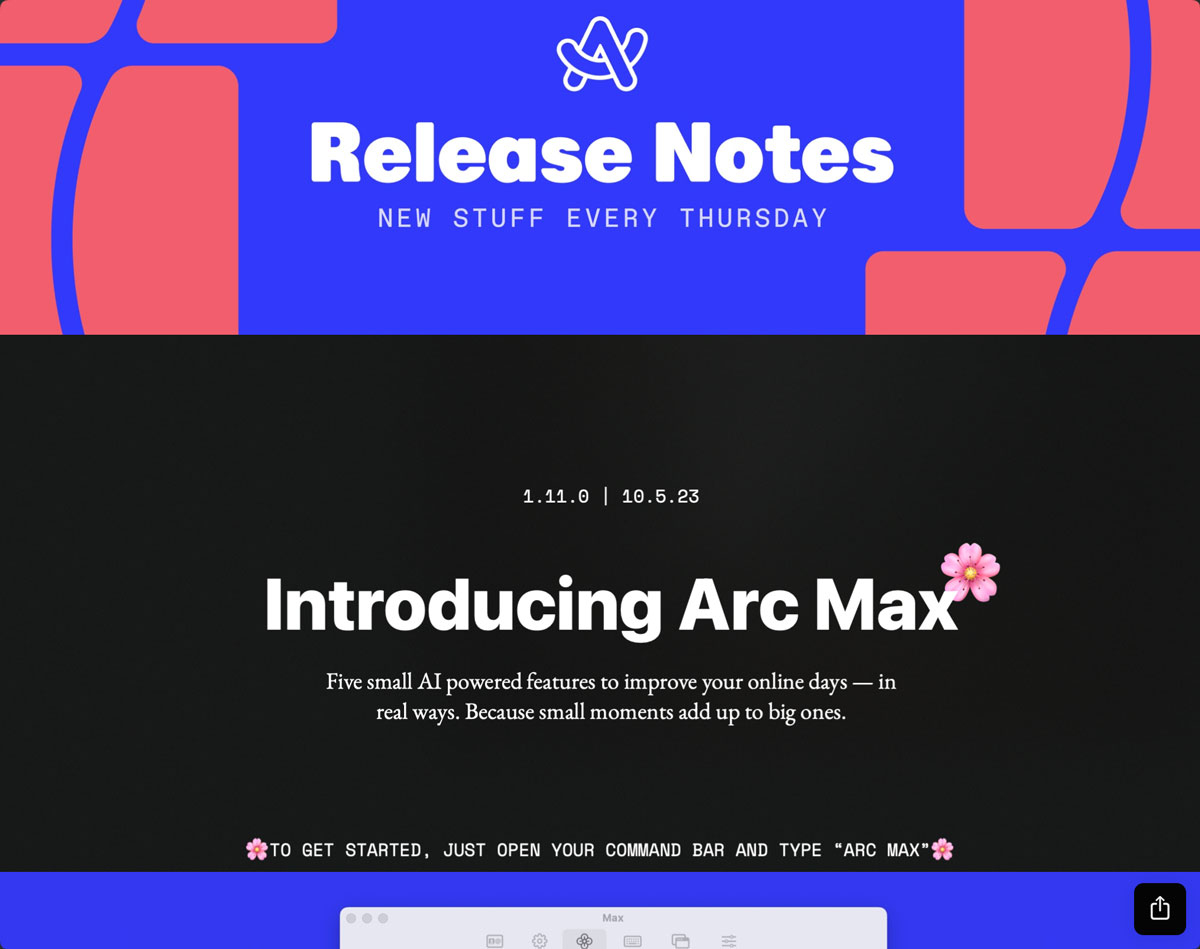 Release Notes
NEW STUFF EVERY THURSDAY
1.11.0 | 10.5.23
Introducing Arc Max
Five small AI powered features to improve your online days — in
real ways. Because small moments add up to big ones.
🌸TO GET STARTED, JUST OPEN YOUR COMMAND BAR AND TYPE “ARC MAX”🌸
Max